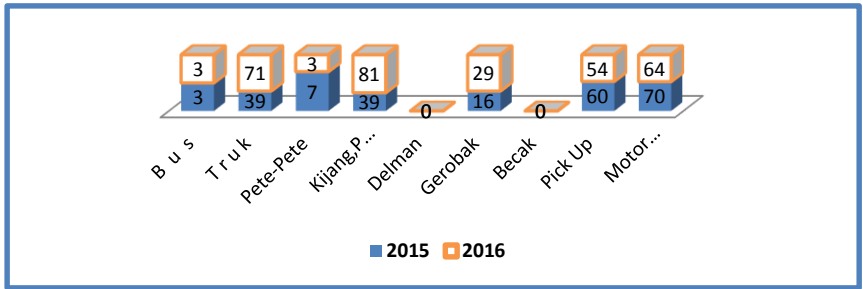 3 71 3 81 29 54 64
3 39 7 39 0 16 0 60 70
B u s
T r u k
Pete-Pete
Kijang,P...
Delman
Gerobak
Becak
Pick Up
Motor...
2015 2016